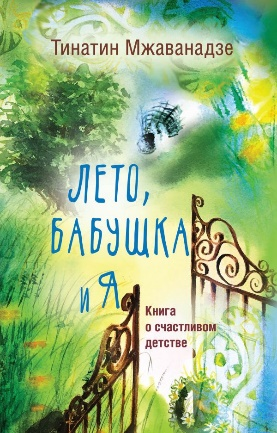 Тинатин Мжаванадзе
ЛЕТО,
БАБУШКА
и Я
Книга
о счастливом
детстве